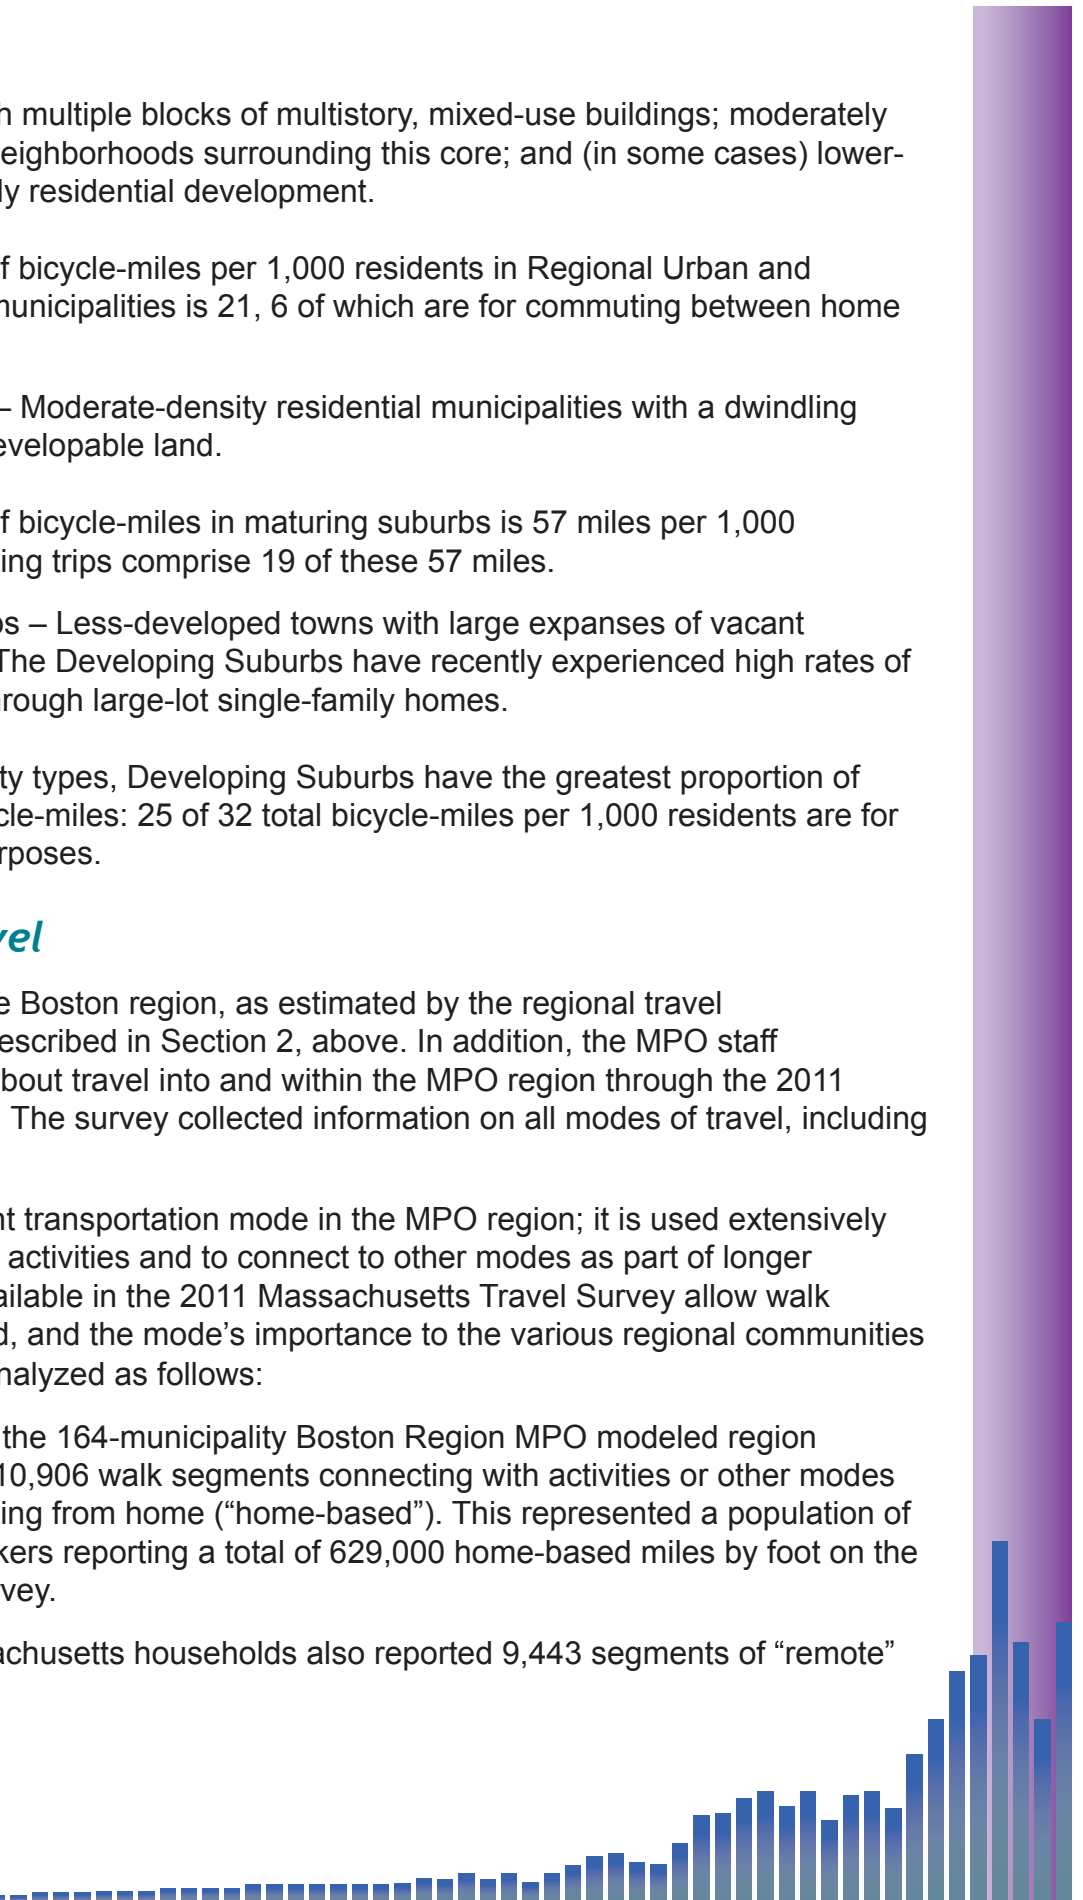 h multiple blocks of multistory, mixed-use buildings; moderately
eighborhoods surrounding this core; and (in some cases) lower-
ly residential development.
f bicycle-miles per 1,000 residents in Regional Urban and
municipalities is 21, 6 of which are for commuting between home
– Moderate-density residential municipalities with a dwindling
evelopable land.
f bicycle-miles in maturing suburbs is 57 miles per 1,000
ting trips comprise 19 of these 57 miles.
bs – Less-developed towns with large expanses of vacant
The Developing Suburbs have recently experienced high rates of
hrough large-lot single-family homes.
ty types, Developing Suburbs have the greatest proportion of
cle-miles: 25 of 32 total bicycle-miles per 1,000 residents are for
rposes.
vel
e Boston region, as estimated by the regional travel
escribed in Section 2, above. In addition, the MPO staff
bout travel into and within the MPO region through the 2011
The survey collected information on all modes of travel, including
nt transportation mode in the MPO region; it is used extensively
activities and to connect to other modes as part of longer
ailable in the 2011 Massachusetts Travel Survey allow walk
d, and the mode’s importance to the various regional communities
nalyzed as follows:
the 164-municipality Boston Region MPO modeled region
10,906 walk segments connecting with activities or other modes
ting from home (“home-based”). This represented a population of
kers reporting a total of 629,000 home-based miles by foot on the
rvey.
achusetts households also reported 9,443 segments of “remote”